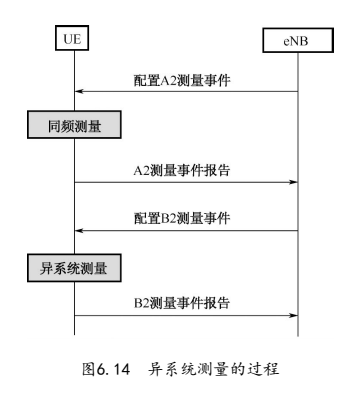 UE
eNB
配置A2测量事件
同频测量
A2测量事件报告
配置B2测量事件
异系统测量
B2测量事件报告
图6.14 异系统测量的过程